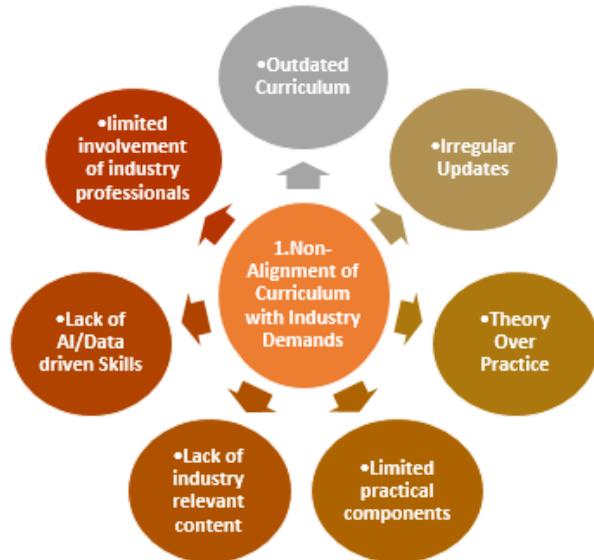 •Outdated
Curriculum
•Irregular
Updates
•Theory
Over
Practice
•Limited
practical
components
•Lack of
industry
relevant
content
•Lack of
AI/Data
driven Skills
•limited
involvement
of industry
professionals
1.Non-
Alignment of
Curriculum
with Industry
Demands